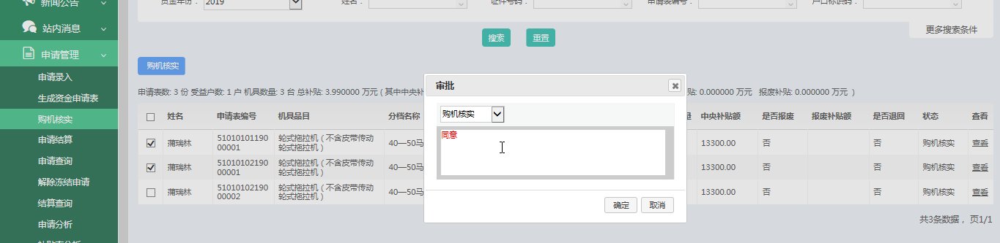 新闻公告
资金年份： 2019 姓名： 证件号码： 申请表编号： 户口标识码：
站内消息
更多搜索条件
搜索 重置
申请管理
购机核实
申请录入
生成资金申请表
购机核实
申请结算
申请查询
解除冻结申请
结算查询
申请分析
申请表数: 3 份 受益户数: 1 户 机具数量: 3 台 总补贴: 3.990000 万元 ( 其中中央补
贴: 0.000000 万元 报废补贴: 0.000000 万元 )
姓名 申请表编号 机具品目 分档名称 中央补贴额 是否报废 报废补贴额 是否退回 状态 查看
蒲瑞林 51010101190 00001 轮式拖拉机（不含皮带传动 轮式拖拉机） 40—50马 13300.00 否 否 购机核实 查看
蒲瑞林 51010102190 00001 轮式拖拉机（不含皮带传动 轮式拖拉机） 40—50马 13300.00 否 否 购机核实 查看
蒲瑞林 51010102190 00002 轮式拖拉机（不含皮带传动 轮式拖拉机） 40—50马 13300.00 否 否 购机核实 查看
共3条数据， 页1/1
审批
购机核实
同意
确定 取消